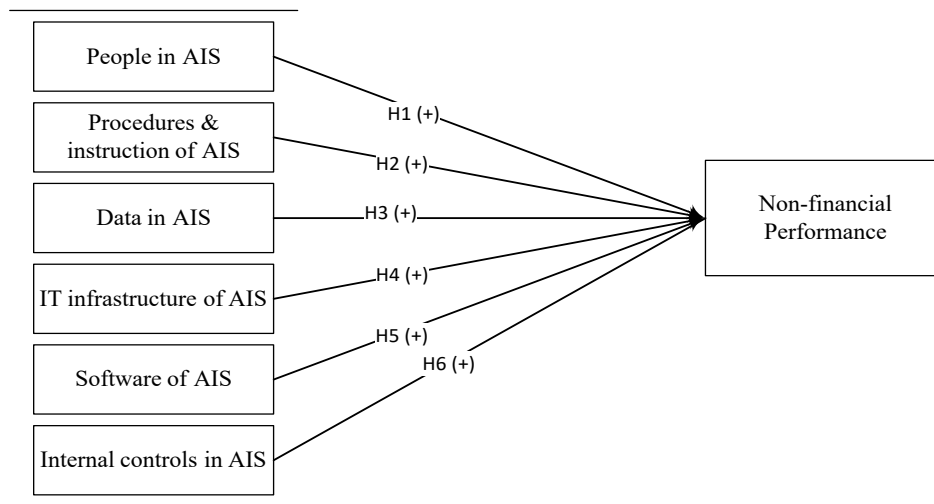 People in AIS
H1 (+)
Procedures &
instruction of AIS
H2 (+)
Data in AIS
H3 (+)
Non-financial
Performance
IT infrastructure of AIS
H4 (+)
Software of AIS
H5 (+)
H6 (+)
Internal controls in AIS